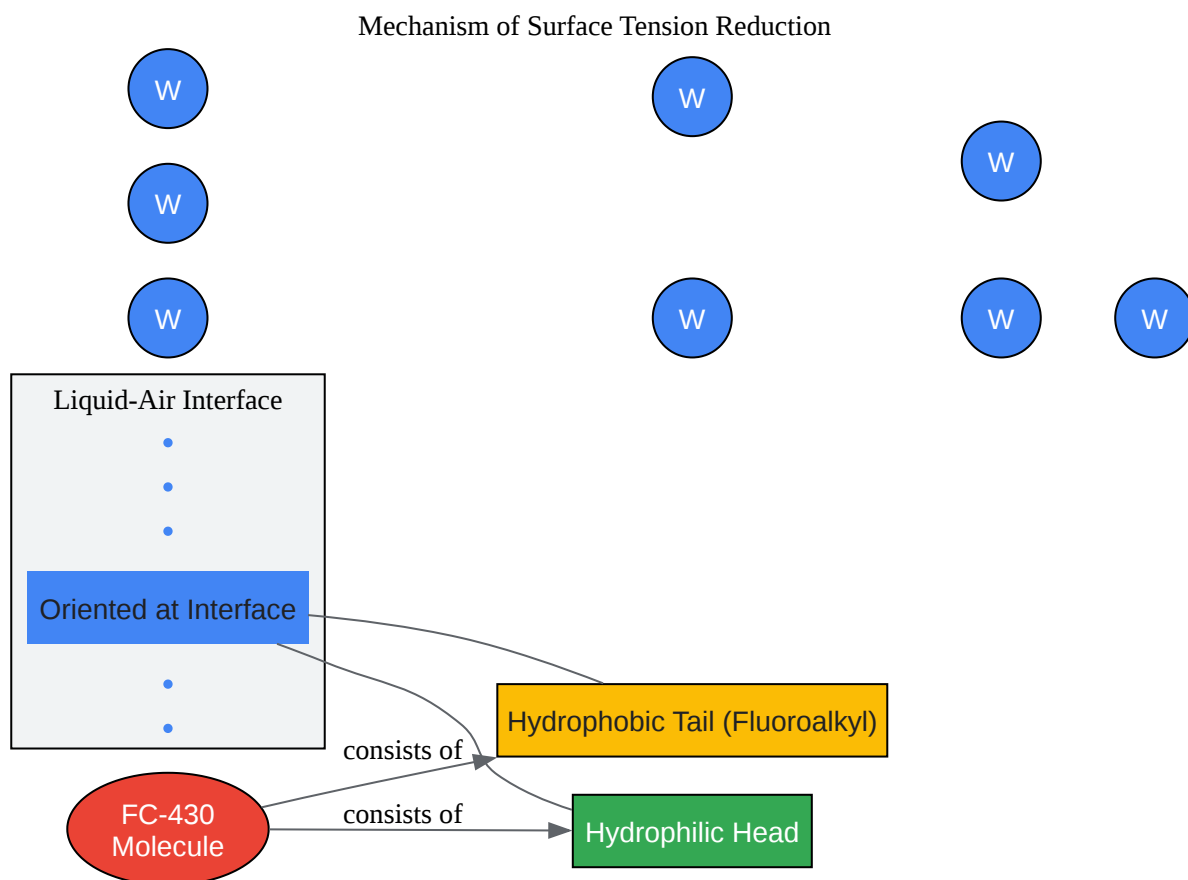 Mechanism of Surface Tension Reduction
W
W
W
W
W
W
W
W
Liquid-Air Interface
Oriented at Interface
Hydrophobic Tail (Fluoroalkyl)
consists of
FC-430
Molecule
consists of
Hydrophilic Head